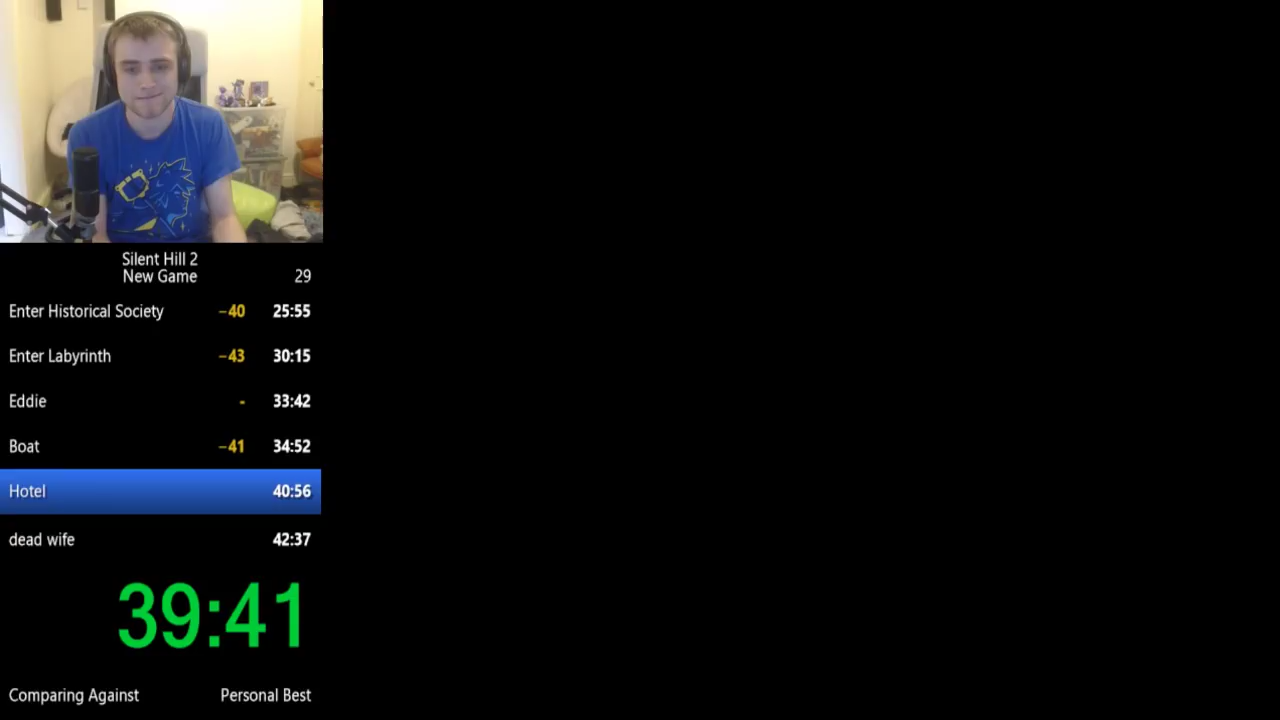 Silent Hill 2
New Game 29
Enter Historical Society −40 25:55
Enter Labyrinth −43 30:15
Eddie - 33:42
Boat −41 34:52
Hotel 40:56
dead wife 42:37
39:41
Comparing Against Personal Best